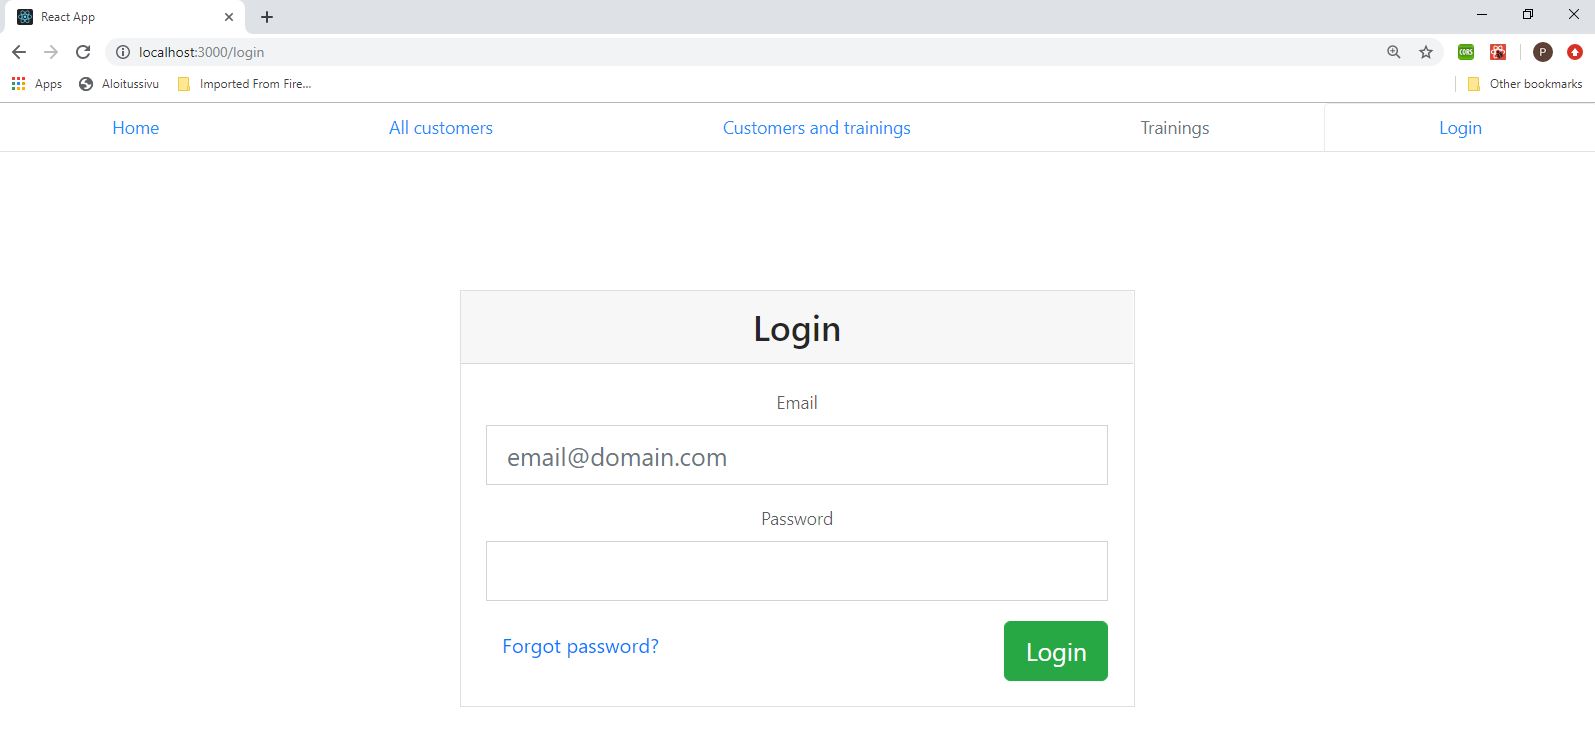 React App
localhost:3000/login
CORS
P
Apps Aloitussivu Imported From Fire... Other bookmarks
Home All customers Customers and trainings Trainings Login
Login
Email
email@domain.com
Password
Forgot password? Login